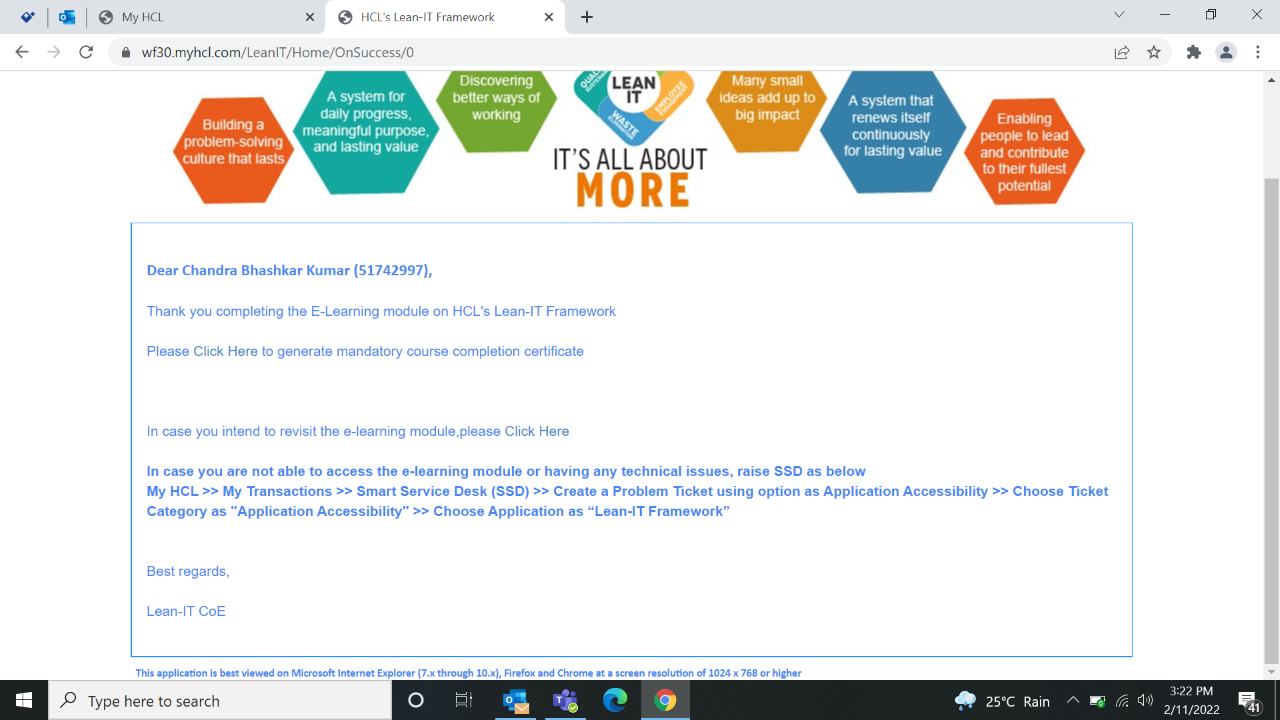 My HCL
HCL's Lean-IT Framework
wf30.myhcl.com/LeanIT/Home/OnSuccess/0
Building a
problem-solving
culture that lasts
A system for
daily progress,
meaningful purpose,
and lasting value
Discovering
better ways of
working
LEAN
IT
WASTE
IT'S ALL ABOUT
MORE
Many small
ideas add up to
big impact
A system that
renews itself
continuously
for lasting value
Enabling
people to lead
and contribute
to their fullest
potential
Dear Chandra Bhashkar Kumar (51742997),
Thank you completing the E-Learning module on HCL's Lean-IT Framework
Please Click Here to generate mandatory course completion certificate
In case you intend to revisit the e-learning module,please Click Here
In case you are not able to access the e-learning module or having any technical issues, raise SSD as below
My HCL >> My Transactions >> Smart Service Desk (SSD) >> Create a Problem Ticket using option as Application Accessibility >> Choose Ticket
Category as "Application Accessibility" >> Choose Application as “Lean-IT Framework”
Best regards,
Lean-IT CoE
This application is best viewed on Microsoft Internet Explorer (7.x through 10.x), Firefox and Chrome at a screen resolution of 1024 x 768 or higher
Type here to search
25°C Rain
3:22 PM
2/11/2022
41